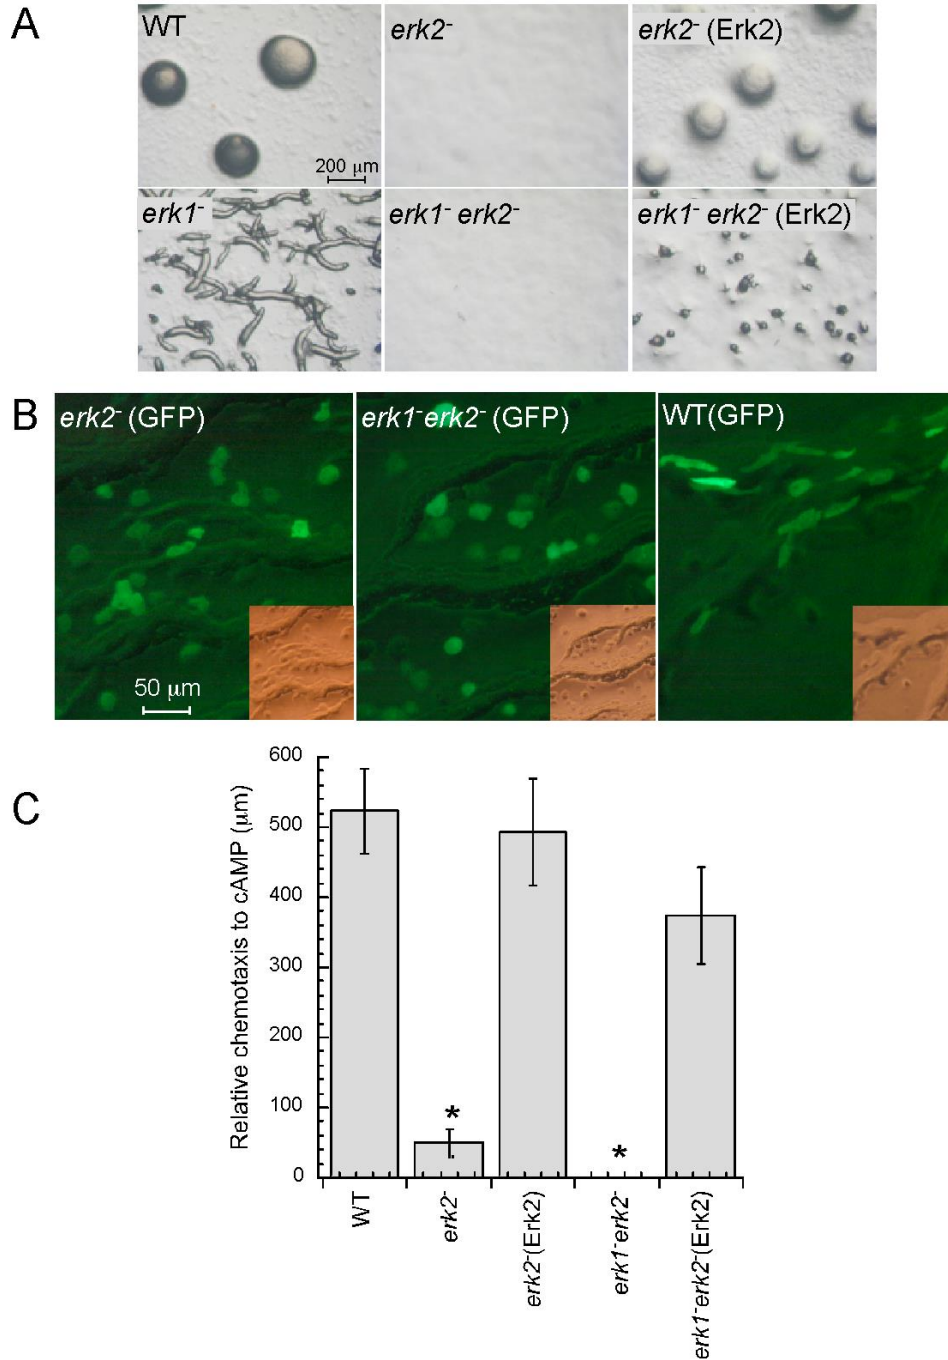 A
WT
erk2⁻
erk2⁻ (Erk2)
200 μm
erk1⁻
erk1⁻ erk2⁻
erk1⁻ erk2⁻ (Erk2)
B
erk2⁻ (GFP)
erk1⁻erk2⁻ (GFP)
WT(GFP)
50 μm
C
Relative chemotaxis to cAMP (μm)
600
500
400
300
200
100
0
*
*
WT
erk2⁻
erk2⁻(Erk2)
erk1⁻erk2⁻
erk1⁻erk2⁻(Erk2)